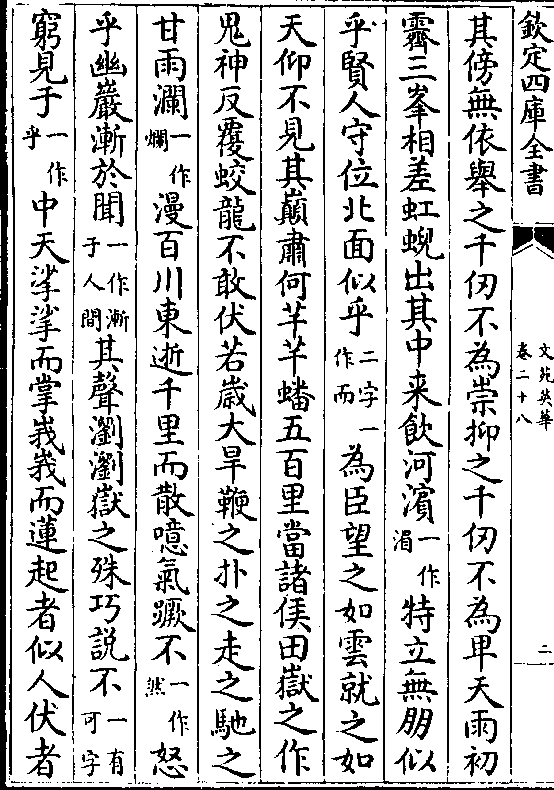 欽定四庫全書
文苑英華
卷二十八
二
其傍無依舉之千仞不為崇抑之千仞不為卑天雨初
霽三峯相差虹蜺出其中来飲河濱一作湄特立無朋似
乎賢人守位北面似乎二字一作而為臣望之如雲就之如
天仰不見其巔肅何芊芊蟠五百里當諸侯田嶽之作
鬼神反覆蛟龍不敢伏若歲大旱鞭之扑之走之馳之
甘雨瀾一作爛漫百川東逝千里而散噫氣蹶不一作然怒
乎幽巖漸於聞一作漸于人間其聲瀏瀏嶽之殊巧說不一有可字
窮見于一作乎中天挲挲而掌峩峩而蓮起者似人伏者